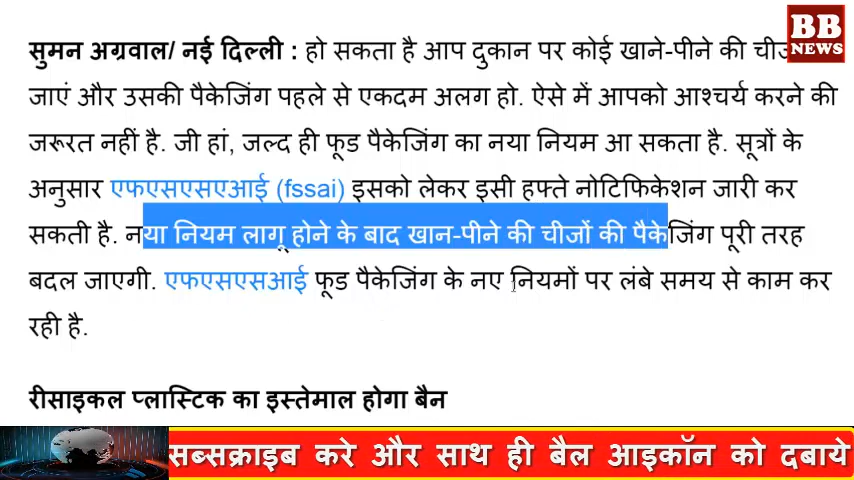 BB
NEWS
सुमन अग्रवाल/ नई दिल्ली : हो सकता है आप दुकान पर कोई खाने-पीने की
जाएं और उसकी पैकेजिंग पहले से एकदम अलग हो. ऐसे में आपको आश्चर्य करने की
जरूरत नहीं है. जी हां, जल्द ही फूड पैकेजिंग का नया नियम आ सकता है. सूत्रों के
अनुसार एफएसएसएआई (fssai) इसको लेकर इसी हफ्ते नोटिफिकेशन जारी कर
सकती है. नया नियम लागू होने के बाद खान-पीने की चीजों की पैकेजिंग पूरी तरह
बदल जाएगी. एफएसएसआई फूड पैकेजिंग के नए नियमों पर लंबे समय से काम कर
रही है.
रीसाइकल प्लास्टिक का इस्तेमाल होगा बैन
सब्सक्राइब करे और साथ ही बैल आइकॉन को दबाये